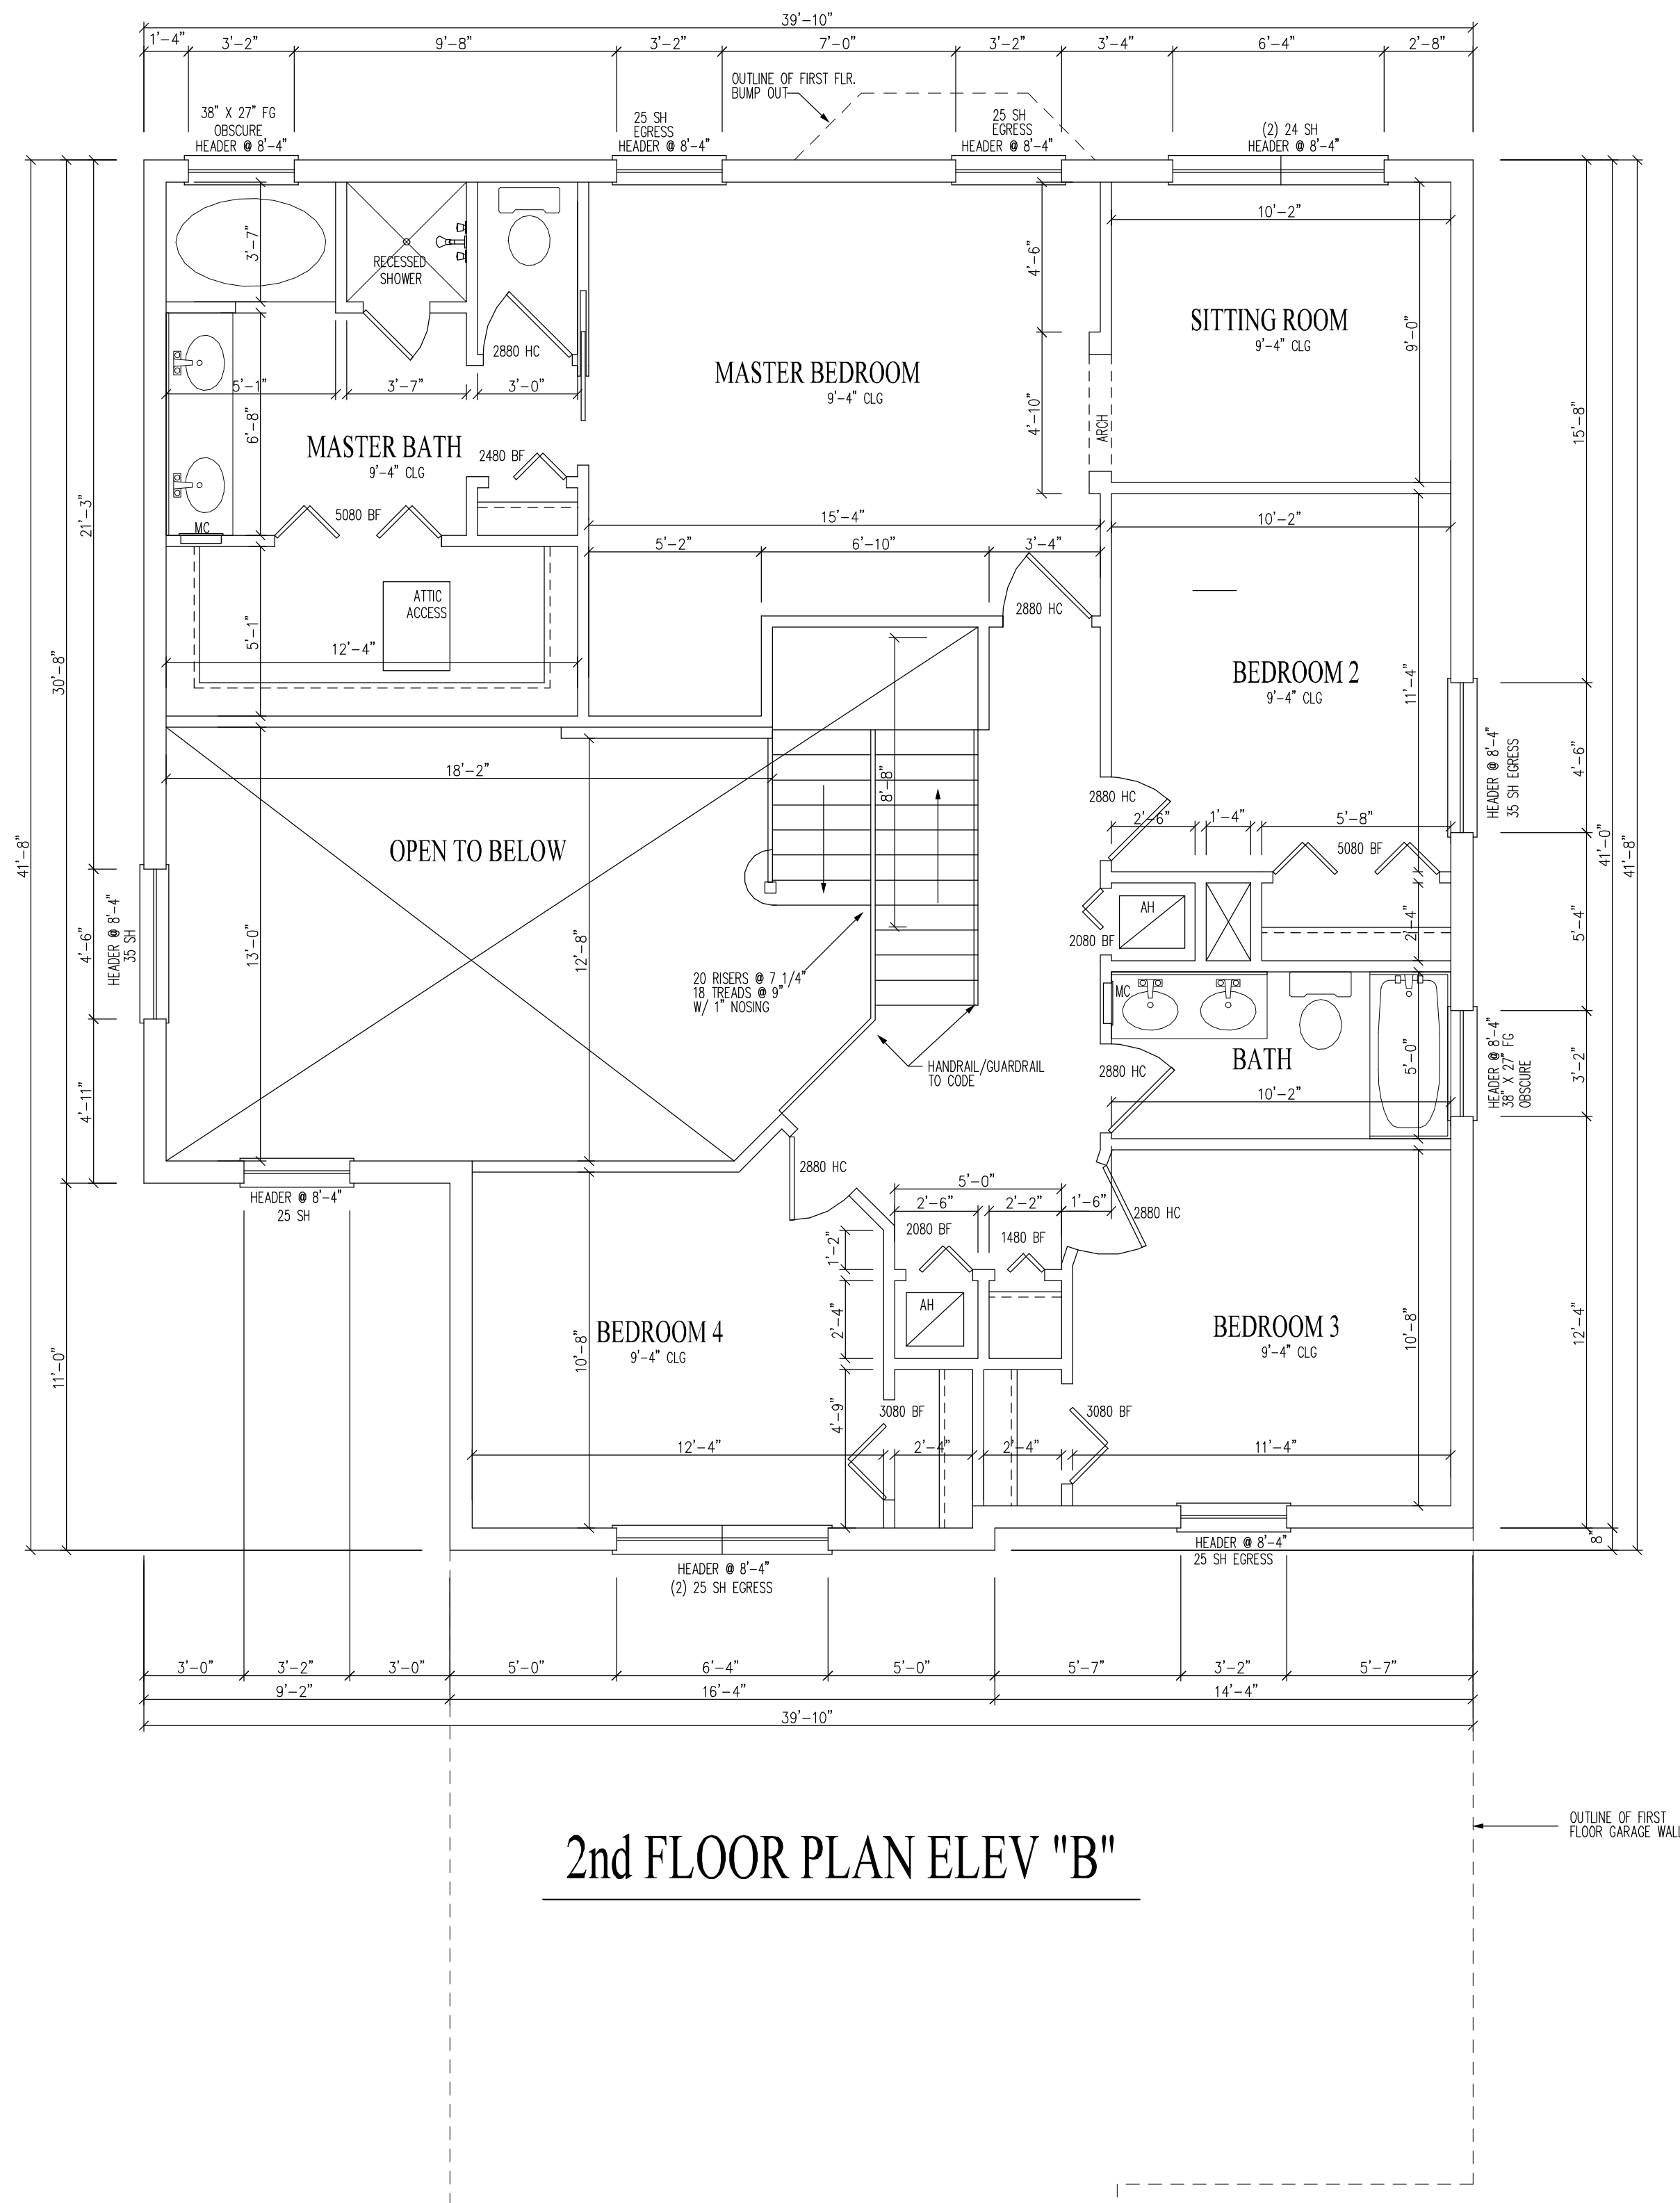 39'-10"
1'-4" 3'-2" 9'-8" 3'-2" 7'-0" 3'-2" 3'-4" 6'-4" 2'-8"
OUTLINE OF FIRST FLR.
BUMP OUT
38" X 27" FG
OBSCURE
HEADER @ 8'-4"
25 SH
EGRESS
HEADER @ 8'-4"
25 SH
EGRESS
HEADER @ 8'-4"
(2) 24 SH
HEADER @ 8'-4"
10'-2"
3'-7"
RECESSED
SHOWER
4'-6"
SITTING ROOM
9'-4" CLG
9'-0"
2880 HC
MASTER BEDROOM
9'-4" CLG
5'-1" 3'-7" 3'-0"
6'-8"
4'-10"
ARCH
15'-8"
MASTER BATH
9'-4" CLG
2480 BF
5080 BF
MC
21'-3"
15'-4"
10'-2"
5'-2" 6'-10" 3'-4"
ATTIC
ACCESS
2880 HC
5'-1"
12'-4"
30'-8"
BEDROOM 2
9'-4" CLG
11'-4"
18'-2"
8'-8"
2880 HC
HEADER @ 8'-4"
35 SH EGRESS
4'-6"
2'-6" 1'-4" 5'-8"
41'-8"
OPEN TO BELOW
5080 BF
41'-0"
41'-8"
AH
2080 BF
2'-4"
5'-4"
HEADER @ 8'-4"
35 SH
4'-6"
13'-0"
12'-8"
20 RISERS @ 7 1/4"
18 TREADS @ 9"
W/ 1" NOSING
MC
HANDRAIL/GUARDRAIL
TO CODE
2880 HC
BATH
5'-0"
10'-2"
HEADER @ 8'-4"
38" X 27" FG
OBSCURE
3'-2"
4'-11"
2880 HC
HEADER @ 8'-4"
25 SH
5'-0"
2'-6" 2'-2" 1'-6"
2880 HC
2080 BF
1480 BF
1'-2"
AH
2'-4"
BEDROOM 4
9'-4" CLG
10'-8"
BEDROOM 3
9'-4" CLG
10'-8"
12'-4"
11'-0"
4'-9"
3080 BF
3080 BF
12'-4" 2'-4" 2'-4" 11'-4"
8"
HEADER @ 8'-4"
25 SH EGRESS
HEADER @ 8'-4"
(2) 25 SH EGRESS
3'-0" 3'-2" 3'-0" 5'-0" 6'-4" 5'-0" 5'-7" 3'-2" 5'-7"
9'-2" 16'-4" 14'-4"
39'-10"
OUTLINE OF FIRST
FLOOR GARAGE WALL
2nd FLOOR PLAN ELEV "B"